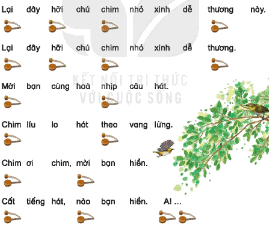 Lại đây hỡi chú chim nhỏ xinh dễ thương này.
Lại đây hỡi chú chim nhỏ xinh dễ thương.
KẾT NỐI TRI THỨC
VỚI CUỘC SỐNG
Mời bạn cùng hoà nhịp câu hát.
Chim líu lo hát theo vang lừng.
Chim ơi chim, mời bạn hiền.
Cất tiếng hát, nào bạn hiền. A! ...